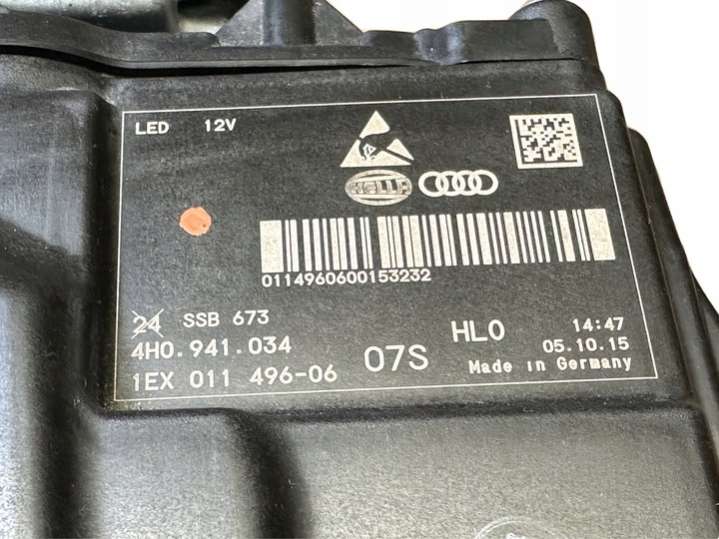 LED 12V
HELLA
0114960600153232
24 SSB 673
4H0.941.034
1EX 011 496-06
07S
HL0
14:47
05.10.15
Made in Germany